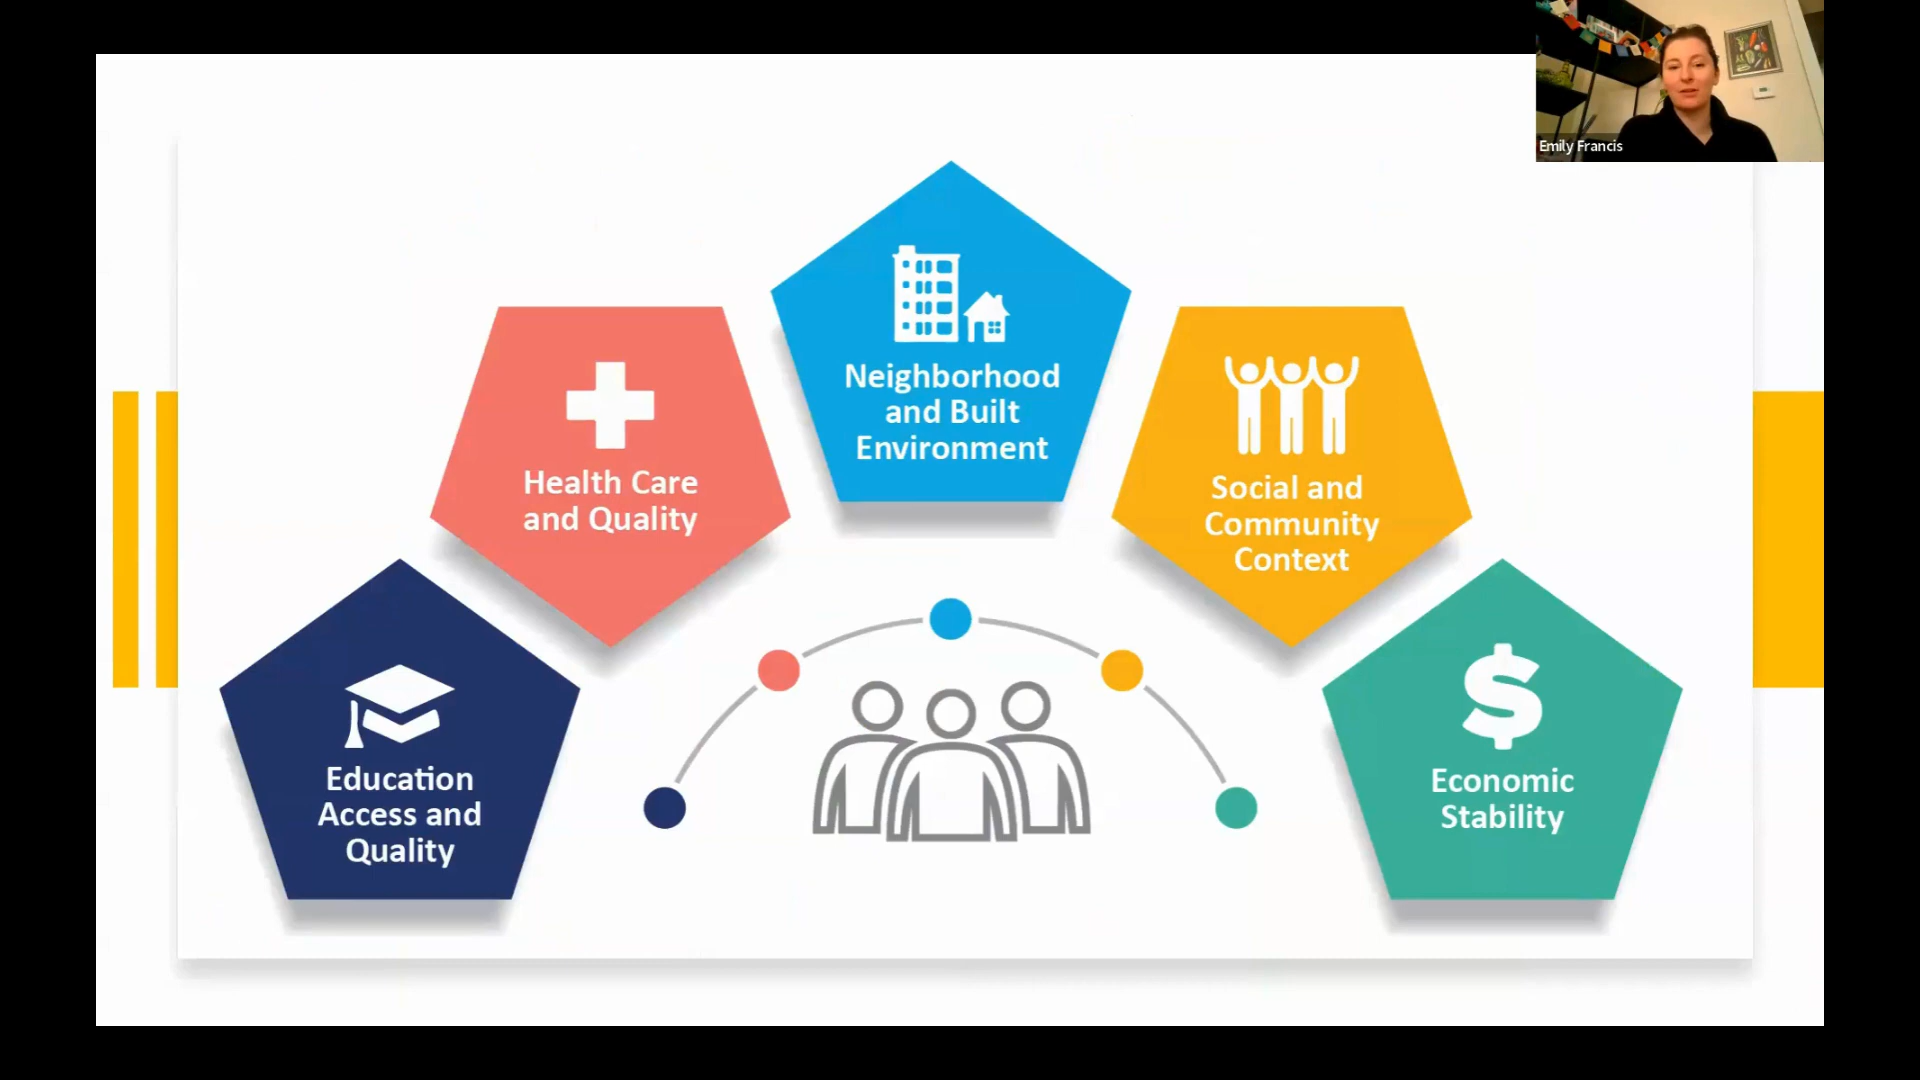 Emily Francis
Neighborhood
and Built
Environment
Health Care
and Quality
Social and
Community
Context
Education
Access and
Quality
Economic
Stability